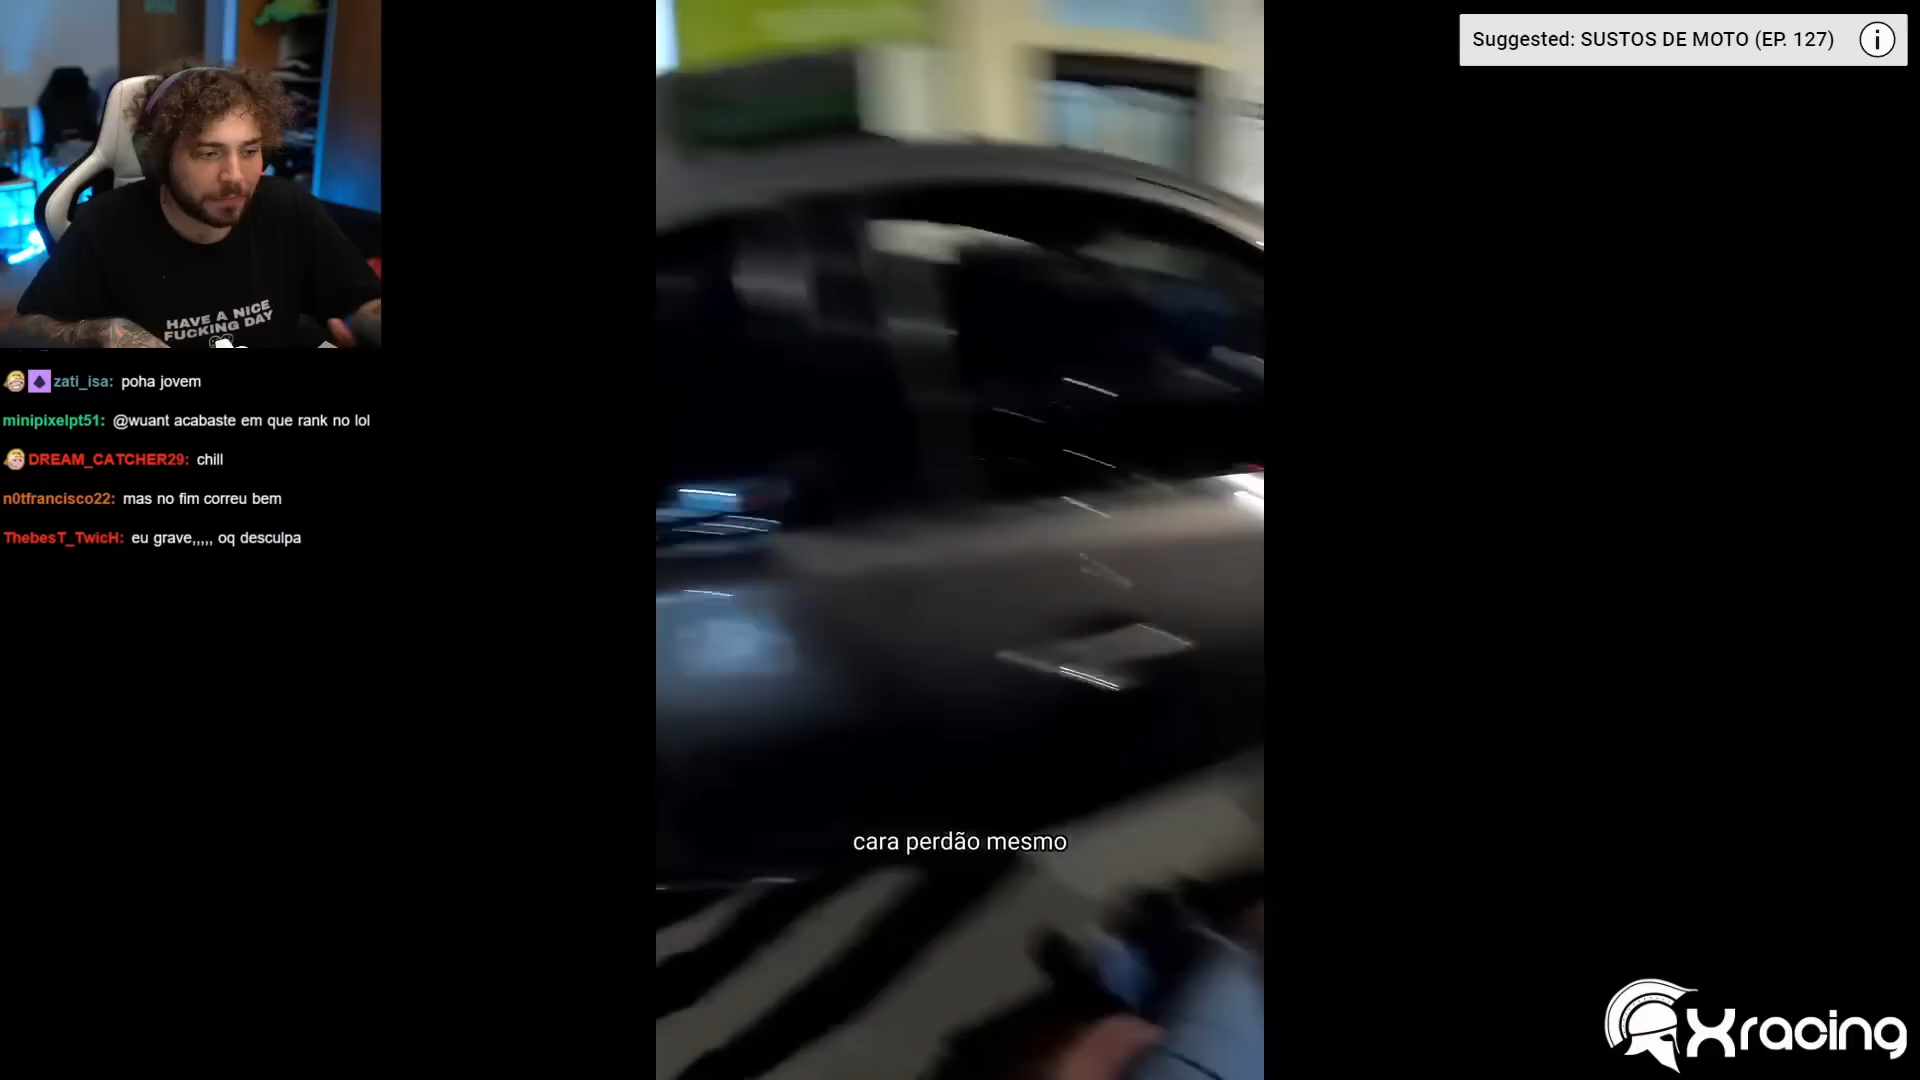 Suggested: SUSTOS DE MOTO (EP. 127)
HAVE A NICE
FUCKING DAY
zati_isa: poha jovem
minipixelpt51: @wuant acabaste em que rank no lol
DREAM_CATCHER29: chill
n0tfrancisco22: mas no fim correu bem
ThebesT_TwicH: eu grave,,,,, oq desculpa
cara perdão mesmo
Xracing